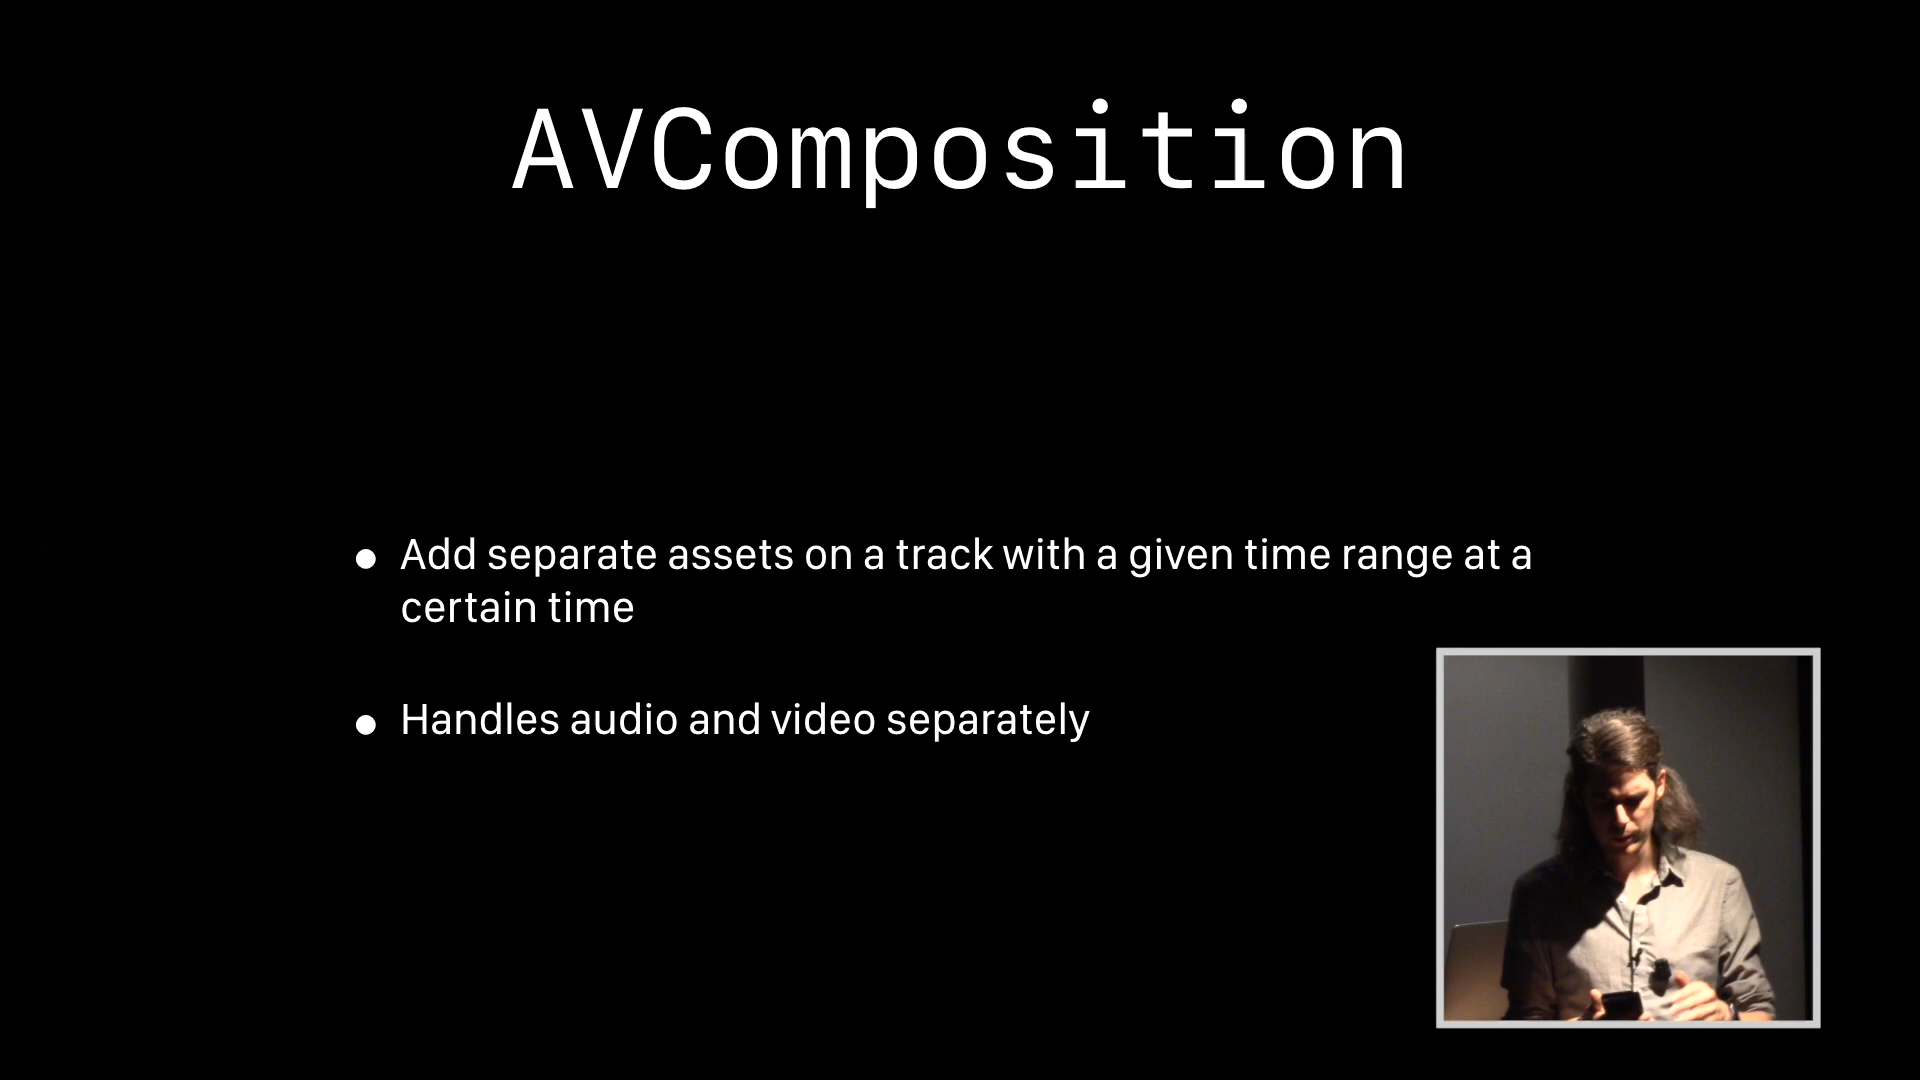 AVComposition
• Add separate assets on a track with a given time range at a
certain time
• Handles audio and video separately